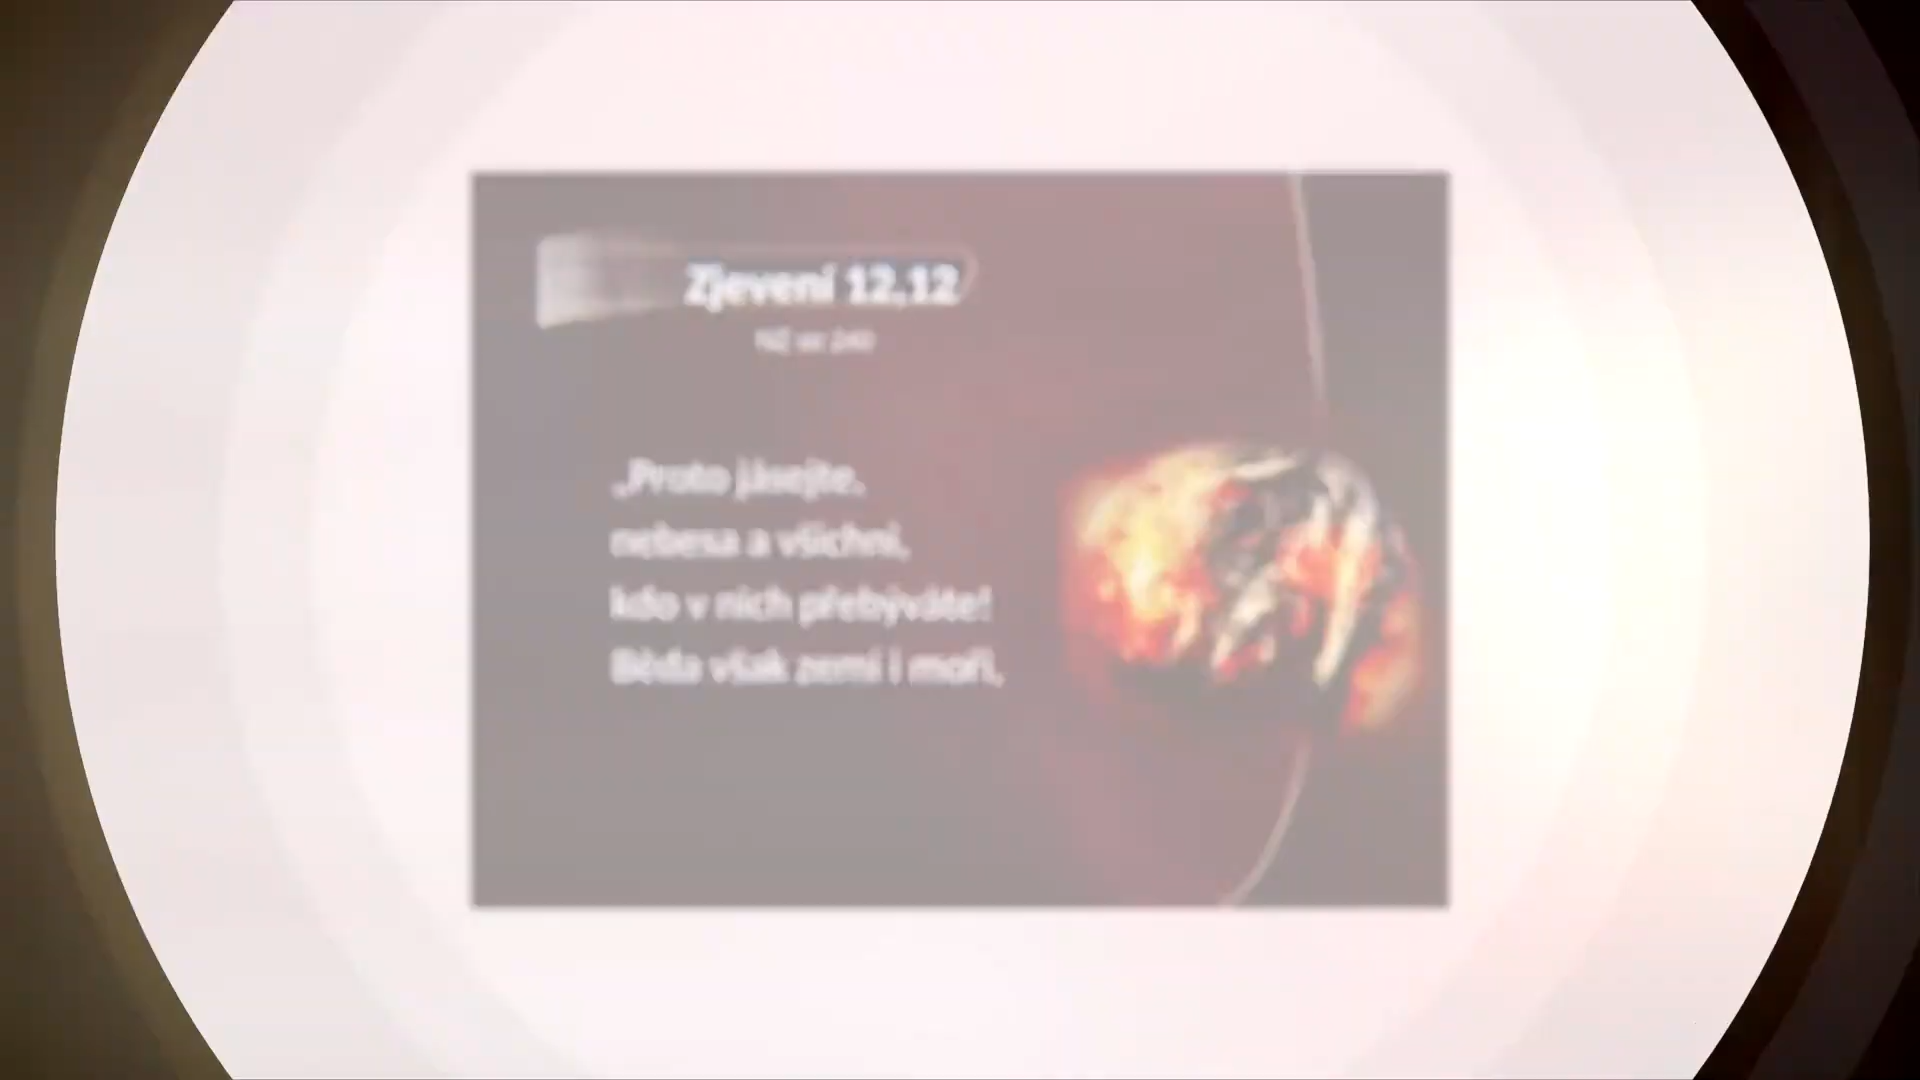 Zjevení 12,12
„Proto jásejte,
nebesa a všichni,
kdo v nich přebýváte!
Běda však zemi i moři,